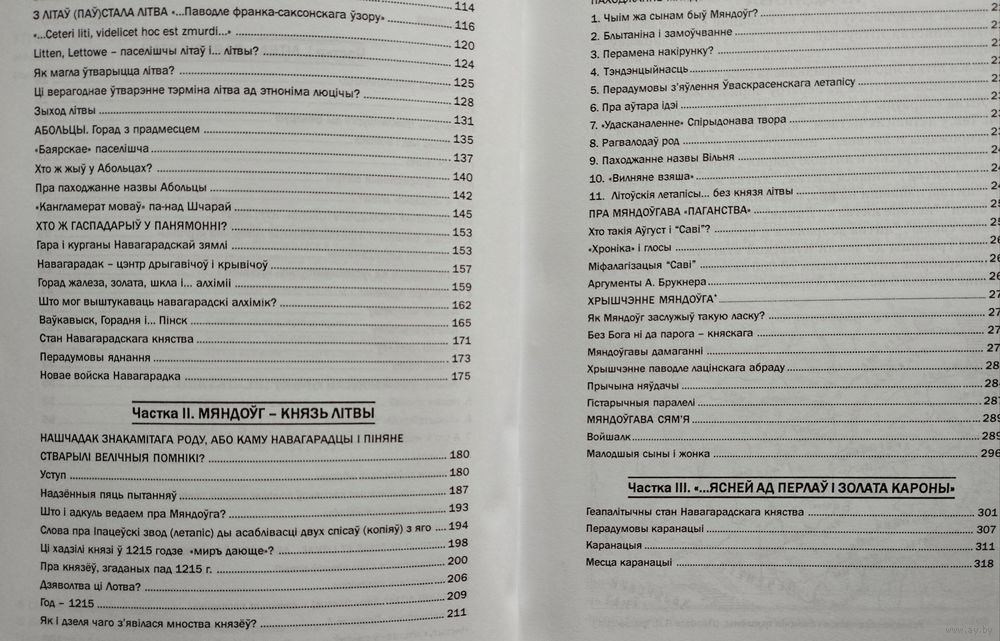 З ЛІТАЎ (ПАЎ)СТАЛА ЛІТВА «...Паводле франка-саксонскага ўзору» 114
«...Ceteri liti, videlicet hoc est zmurdi...» 116
Litten, Lettowe – паселішчы літаў і... літвы? 120
Як магла ўтварыцца літва? 124
Ці верагоднае ўтварэнне тэрміна літва ад этноніма люцічы? 125
Зыход літвы 128
АБОЛЬЦЫ. Горад з прадмесцем 131
«Баярскае» паселішча 135
Хто ж жыў у Абольцах? 137
Пра паходжанне назвы Абольцы 140
«Кангламерат моваў» па-над Шчарай 142
ХТО Ж ГАСПАДАРЫЎ У ПАНЯМОННІ? 145
Гара і курганы Навагарадскай зямлі 153
Навагарадак – цэнтр дрыгавічоў і крывічоў 153
Горад жалеза, золата, шкла і... алхіміі 157
Што мог выштукаваць навагарадскі алхімік? 159
Ваўкавыск, Горадня і... Пінск 162
Стан Навагарадскага княства 165
Перадумовы яднання 171
Новае войска Навагарадка 173
175
Частка II. МЯНДОЎГ – КНЯЗЬ ЛІТВЫ
НАШЧАДАК ЗНАКАМІТАГА РОДУ, АБО КАМУ НАВАГАРАДЦЫ І ПІНЯНЕ
СТВАРЫЛІ ВЕЛІЧНЫЯ ПОМНІКІ? 180
Уступ 180
Надзённыя пяць пытанняў 187
Што і адкуль ведаем пра Мяндоўга? 193
Слова пра Іпацеўскі звод (летапіс) ды асаблівасці двух спісаў (копіяў) з яго 194
Ці хадзілі князі ў 1215 годзе «миръ дающе»? 198
Пра князёў, згаданых пад 1215 г. 200
Дзяволтва ці Лотва? 206
Год – 1215 209
Як і дзеля чаго з'явілася мноства князёў? 211
1. Чыім жа сынам быў Мяндоўг?
2. Блытаніна і замоўчванне
3. Перамена накірунку?
4. Тэндэнцыйнасць
5. Перадумовы з'яўлення Ўваскрасенскага летапісу
6. Пра аўтара ідэі
7. «Удасканаленне» Спірыдонава твора
8. Рагвалодаў род
9. Паходжанне назвы Вільня
10. «Вилняне взяша»
11. Літоўскія летапісы... без князя літвы
ПРА МЯНДОЎГАВА «ПАГАНСТВА»
Хто такія Аўгуст і "Саві"?
«Хроніка» і глосы
Міфалагізацыя "Саві"
Аргументы А. Брукнера
ХРЫШЧЭННЕ МЯНДОЎГА*
Як Мяндоўг заслужыў такую ласку?
Без Бога ні да парога – княскага
Мяндоўгавы дамаганні
Хрышчэнне паводле лацінскага абраду
Прычына няўдачы
Гістарычныя паралелі 287
МЯНДОЎГАВА СЯМ'Я 289
Войшалк 289
Малодшыя сыны і жонка 296
Частка III. «...ЯСНЕЙ АД ПЕРЛАЎ І ЗОЛАТА КАРОНЫ»
Геапалітычны стан Навагарадскага княства 301
Перадумовы каранацыі 307
Каранацыя 311
Месца каранацыі 318
www.ay.by